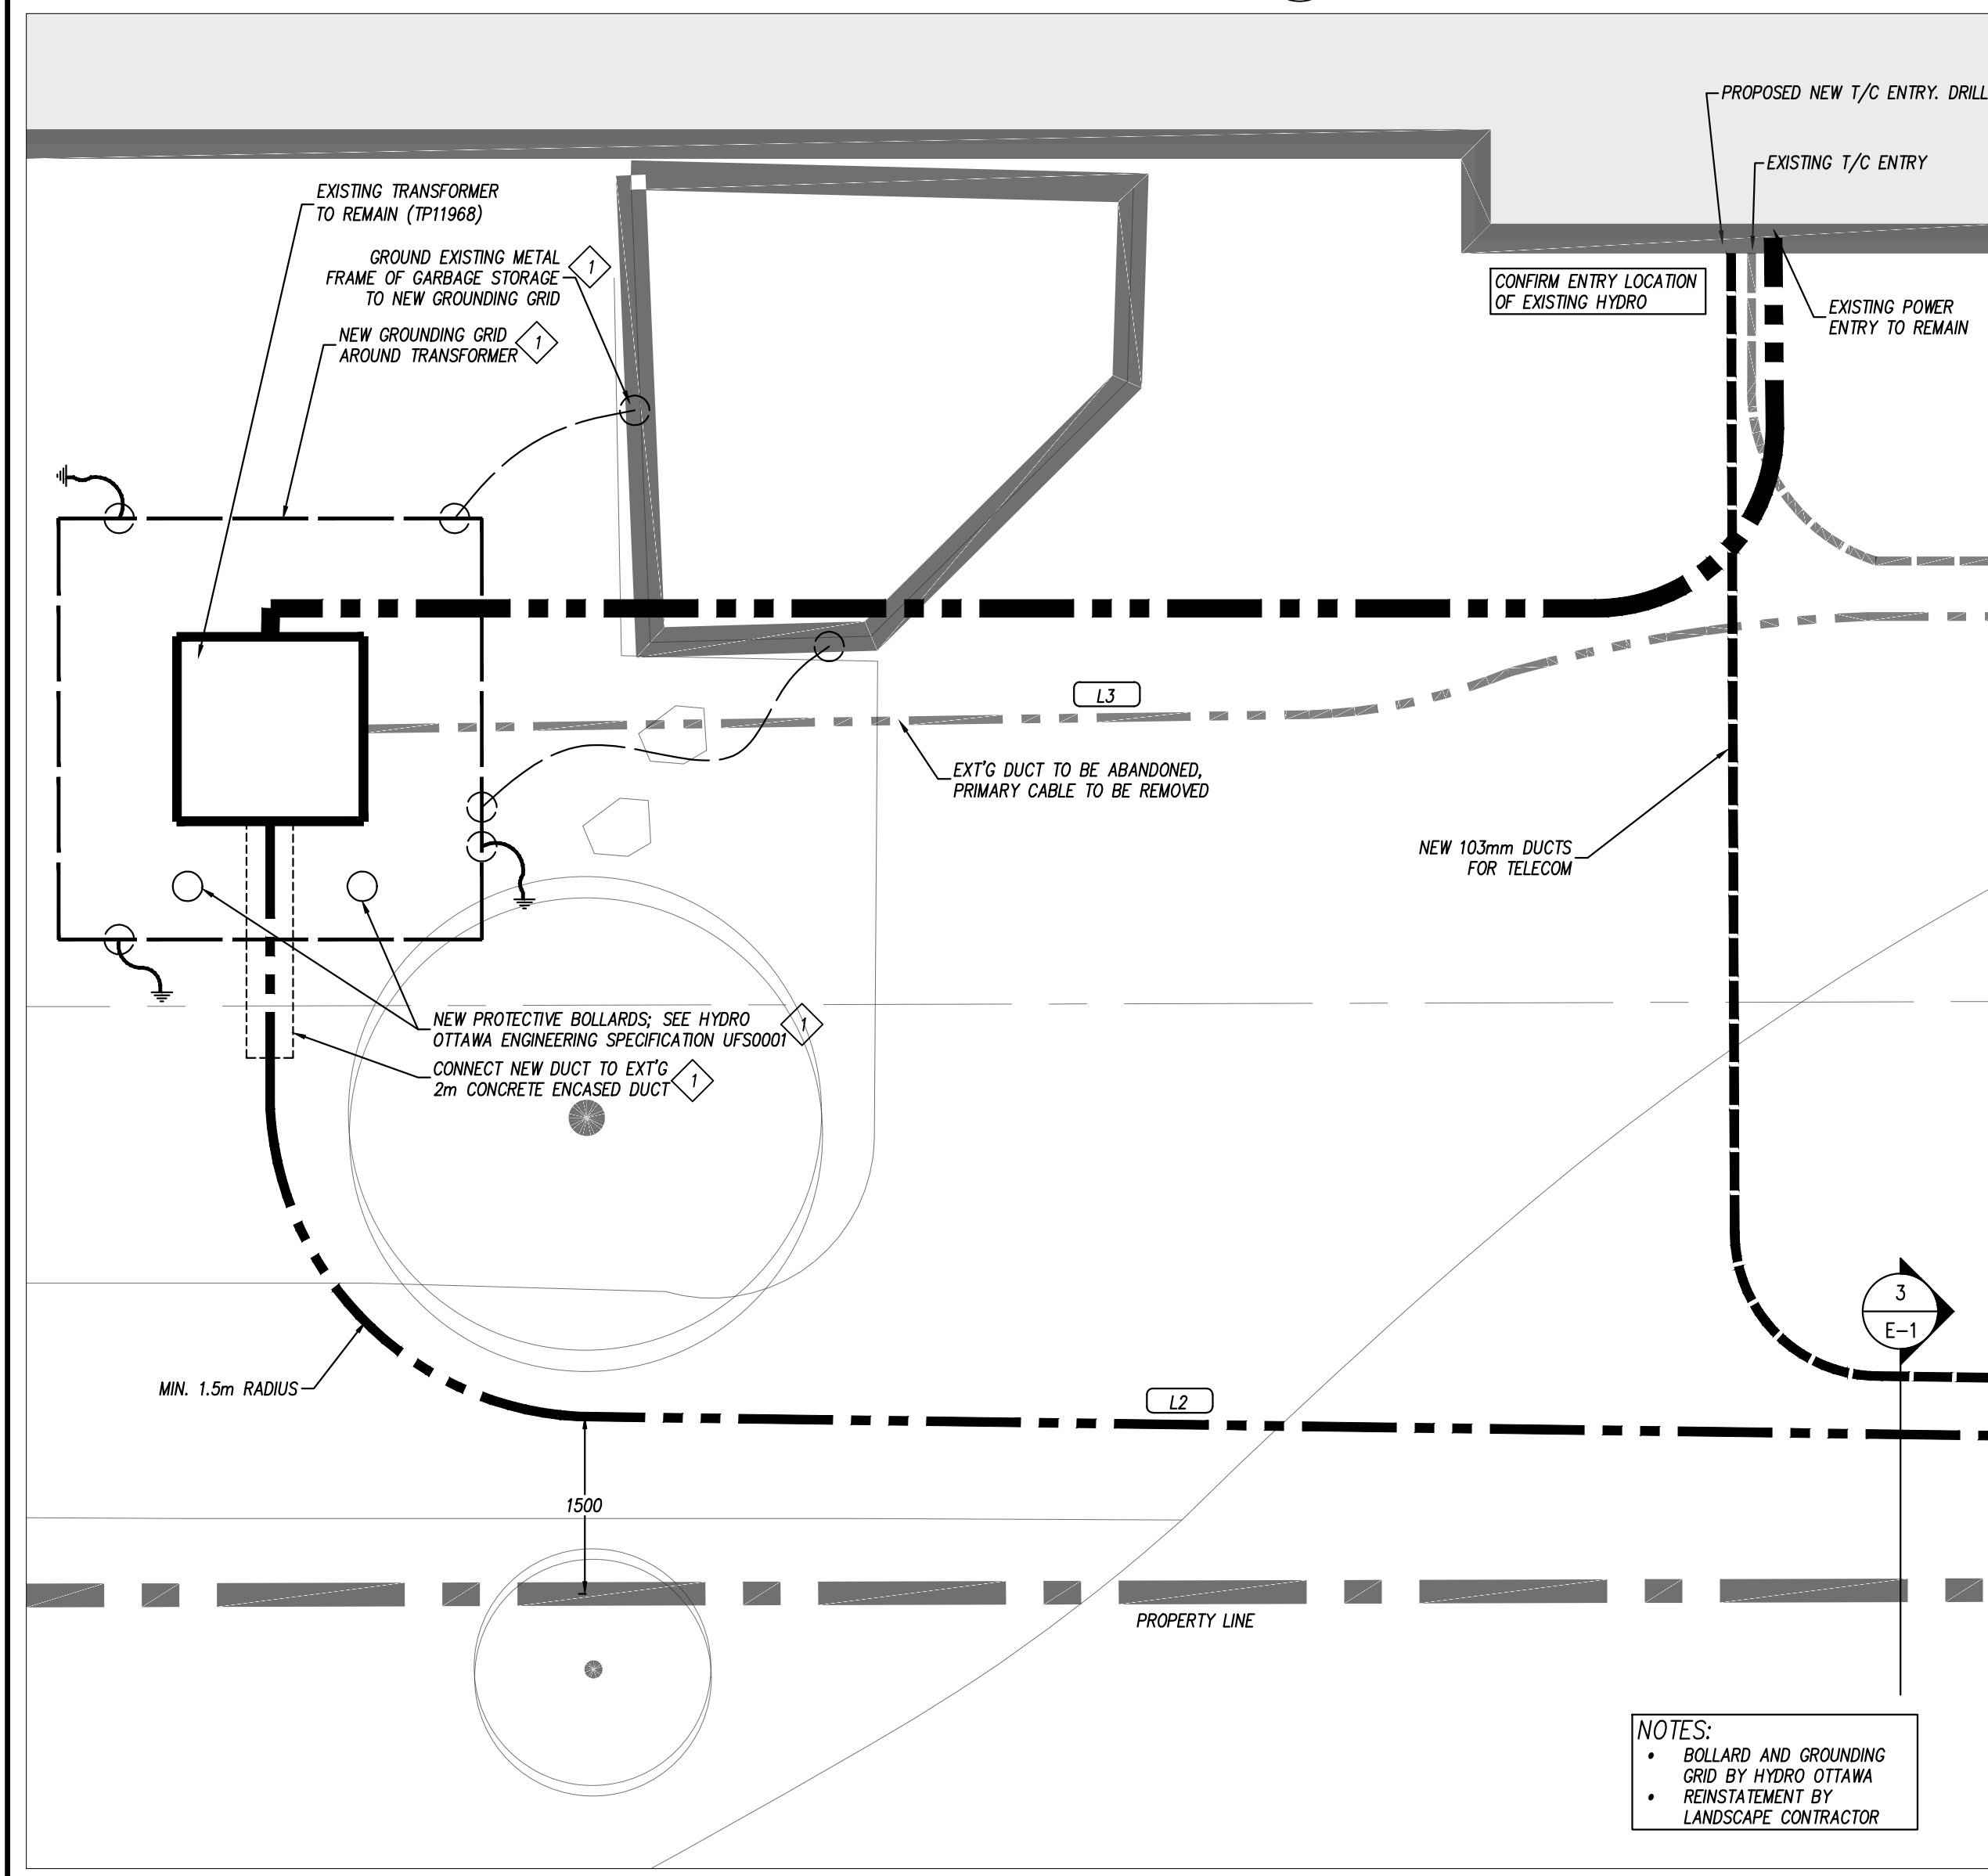 PROPOSED NEW T/C ENTRY. DRILL
EXISTING T/C ENTRY
EXISTING TRANSFORMER
TO REMAIN (TP11968)
GROUND EXISTING METAL
FRAME OF GARBAGE STORAGE
TO NEW GROUNDING GRID
1
NEW GROUNDING GRID
AROUND TRANSFORMER
1
CONFIRM ENTRY LOCATION
OF EXISTING HYDRO
EXISTING POWER
ENTRY TO REMAIN
L3
EXT'G DUCT TO BE ABANDONED,
PRIMARY CABLE TO BE REMOVED
NEW 103mm DUCTS
FOR TELECOM
NEW PROTECTIVE BOLLARDS; SEE HYDRO
OTTAWA ENGINEERING SPECIFICATION UFS0001
1
CONNECT NEW DUCT TO EXT'G
2m CONCRETE ENCASED DUCT
1
3
E-1
MIN. 1.5m RADIUS
L2
1500
PROPERTY LINE
NOTES:
• BOLLARD AND GROUNDING
GRID BY HYDRO OTTAWA
• REINSTATEMENT BY
LANDSCAPE CONTRACTOR